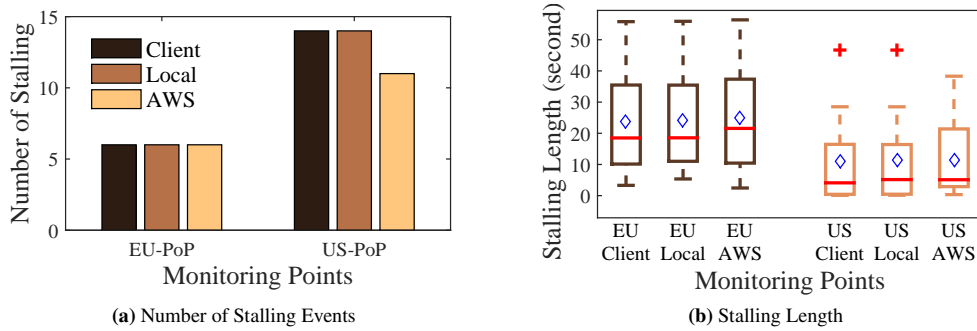 15
10
5
0
Number of Stalling
Client
Local
AWS
EU-PoP
US-PoP
Monitoring Points
(a) Number of Stalling Events
50
40
30
20
10
0
Stalling Length (second)
EU EU EU US US US
Client Local AWS Client Local AWS
Monitoring Points
(b) Stalling Length